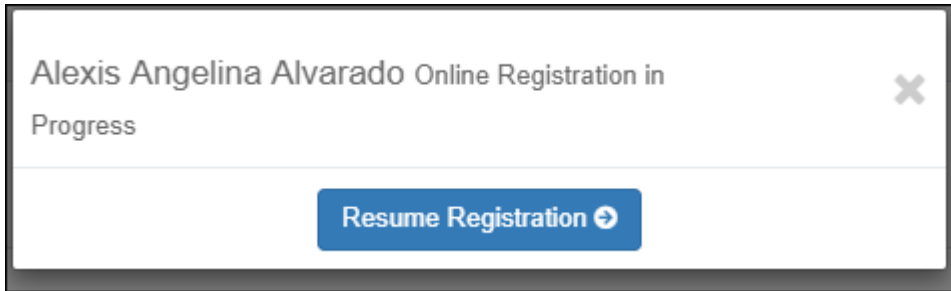 Alexis Angelina Alvarado Online Registration in
Progress
Resume Registration